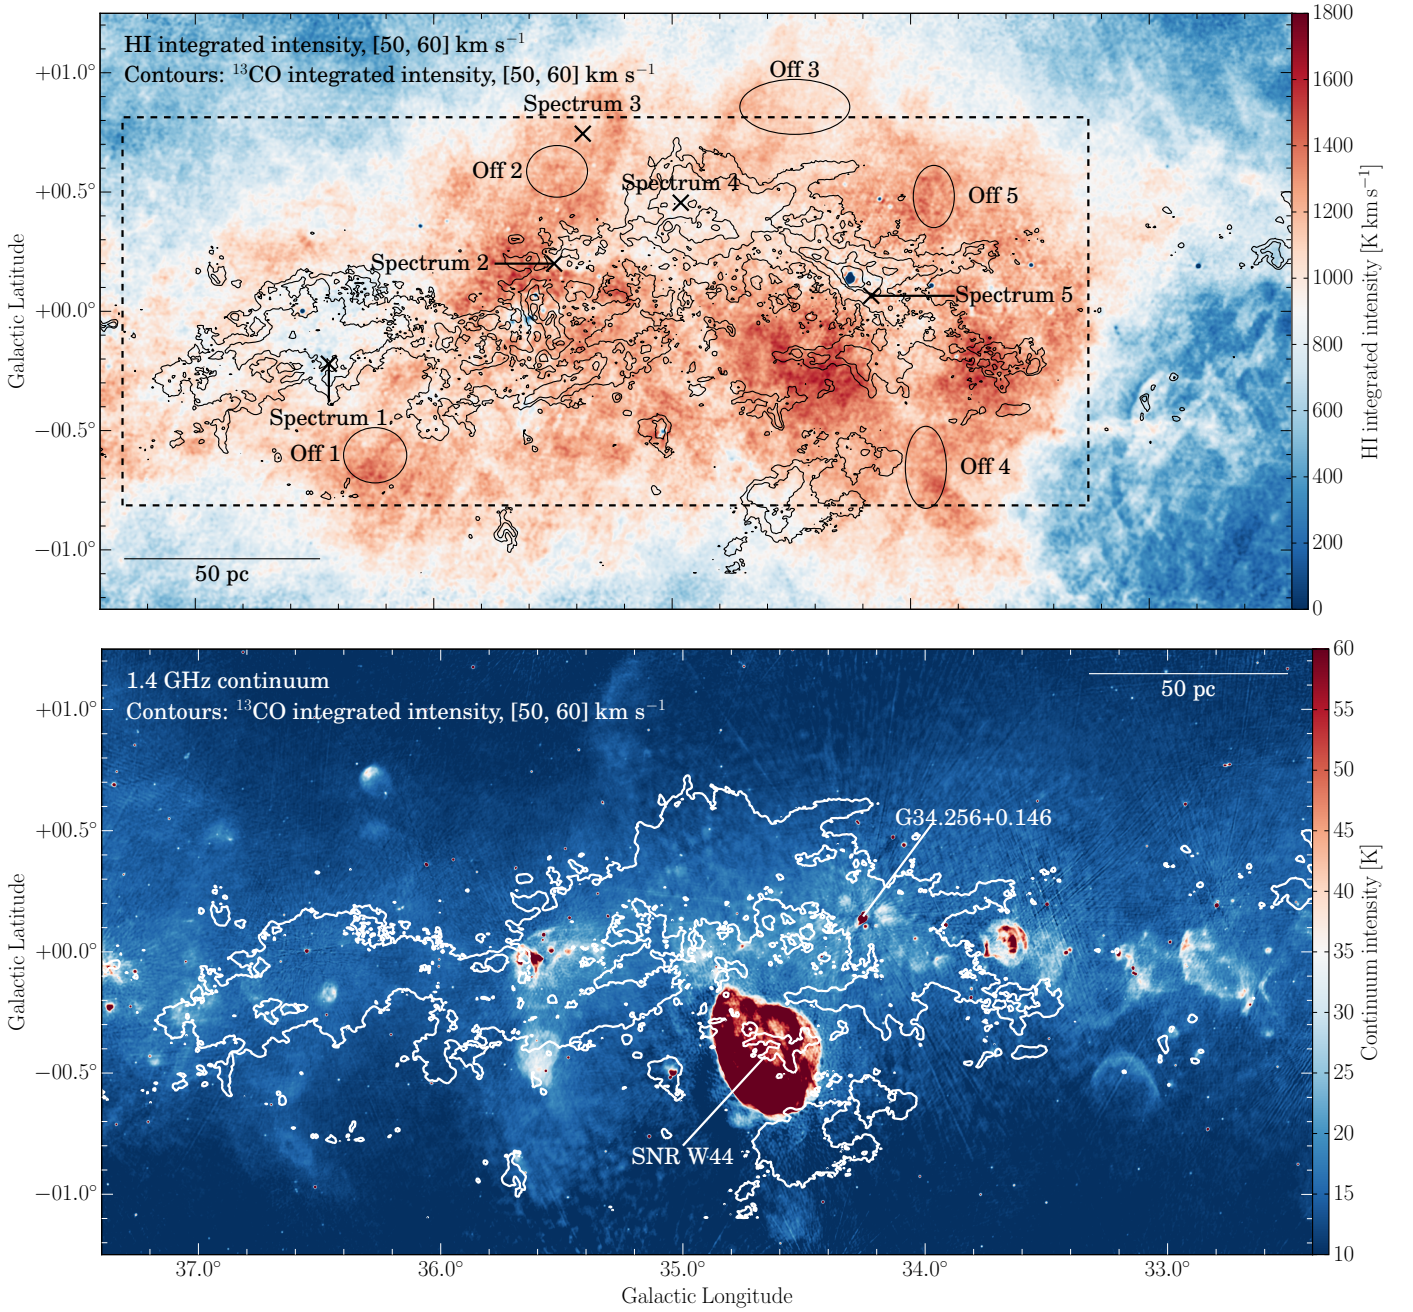 HI integrated intensity, [50, 60] km s⁻¹
Contours: ¹³CO integrated intensity, [50, 60] km s⁻¹
Off 3
Spectrum 3
Off 2
Spectrum 4
Off 5
Spectrum 2
Spectrum 5
Spectrum 1
Off 1
Off 4
50 pc
+01.0°
+00.5°
+00.0°
−00.5°
−01.0°
Galactic Latitude
1800
1600
1400
1200
1000
800
600
400
200
0
HI integrated intensity [K km s⁻¹]
1.4 GHz continuum
Contours: ¹³CO integrated intensity, [50, 60] km s⁻¹
50 pc
G34.256+0.146
SNR W44
+01.0°
+00.5°
+00.0°
−00.5°
−01.0°
Galactic Latitude
60
55
50
45
40
35
30
25
20
15
10
Continuum intensity [K]
37.0°
36.0°
35.0°
34.0°
33.0°
Galactic Longitude